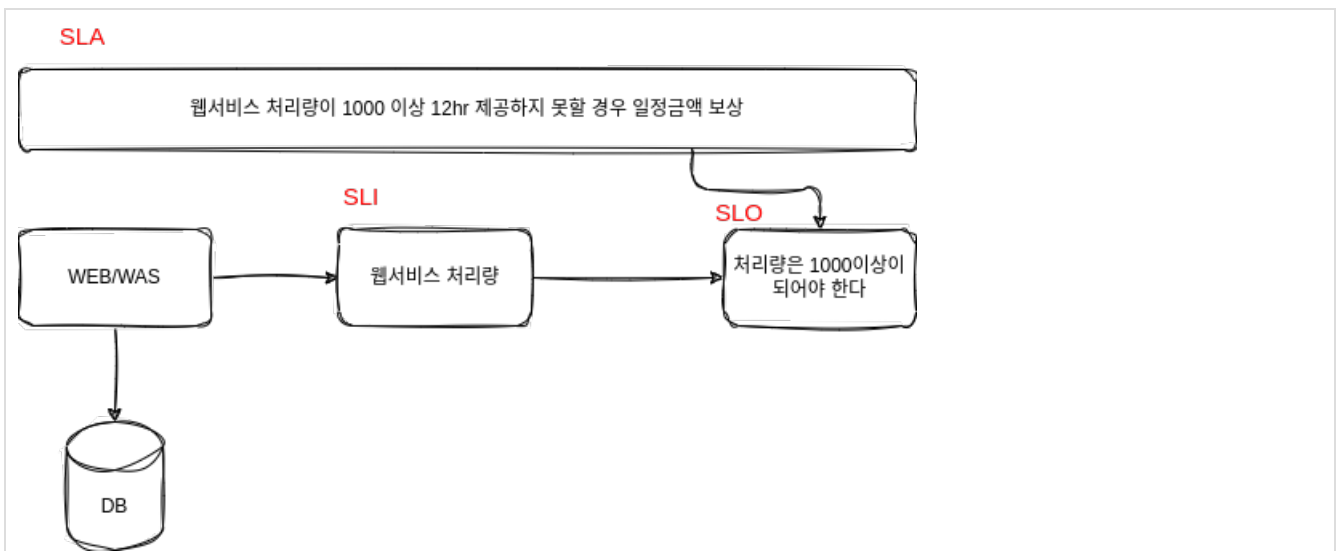 SLA
웹서비스 처리량이 1000 이상 12hr 제공하지 못할 경우 일정금액 보상
SLI
SLO
WEB/WAS
웹서비스 처리량
처리량은 1000이상이
되어야 한다
DB